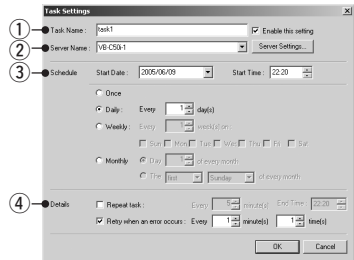 Task Settings
① Task Name : task1 Enable this setting
② Server Name : VB-C50i-1 Server Settings...
③ Schedule Start Date : 2005/06/09 Start Time : 22:20
Once
Daily : Every 1 day(s)
Weekly : Every 1 week(s) on :
Sun Mon Tue Wed Thu Fri Sat
Monthly Day 1 of every month
The first Sunday of every month
④ Details Repeat task : Every 5 minute(s) End Time : 22:20
Retry when an error occurs : Every 1 minute(s) 1 time(s)
OK Cancel